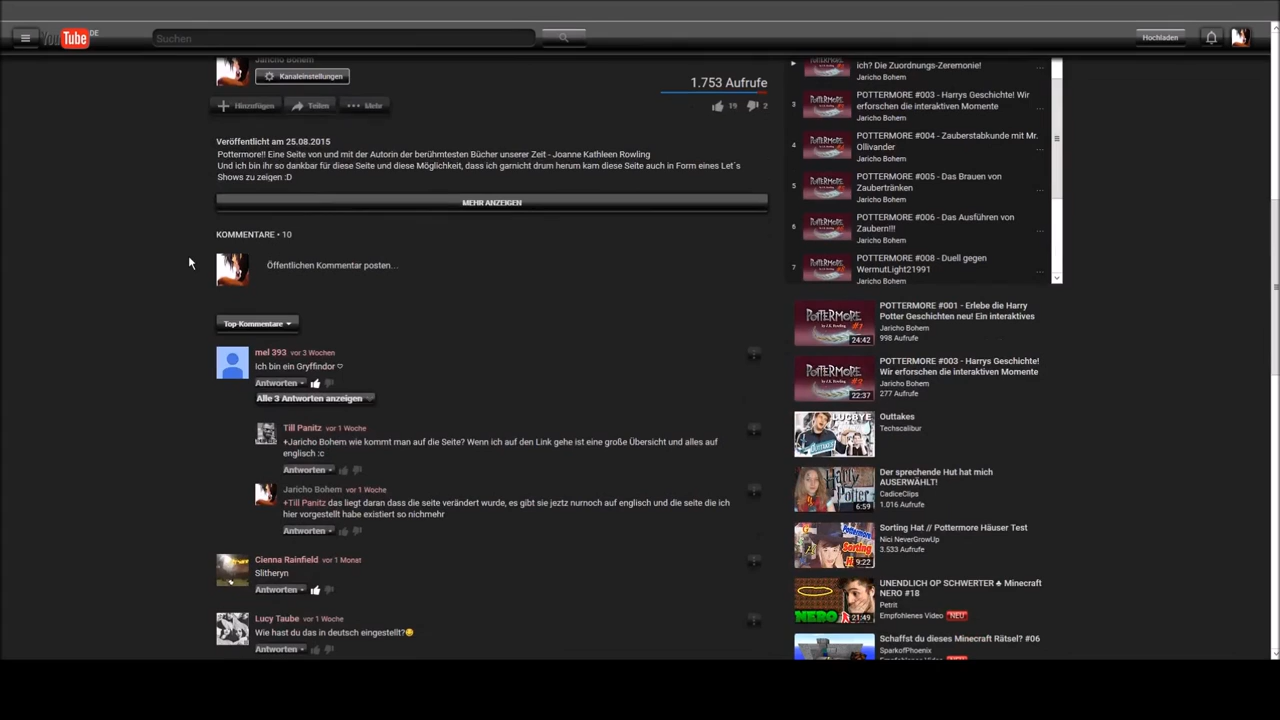 YouTube DE
Suchen
Hochladen
Jaricho Bohem
Kanaleinstellungen
1.753 Aufrufe
Hinzufügen
Teilen
Mehr
19
2
Veröffentlicht am 25.08.2015
Pottermore!! Eine Seite von und mit der Autorin der berühmtesten Bücher unserer Zeit - Joanne Kathleen Rowling
Und ich bin ihr so dankbar für diese Seite und diese Möglichkeit, dass ich garnicht drum herum kam diese Seite auch in Form eines Let´s
Shows zu zeigen :D
MEHR ANZEIGEN
KOMMENTARE • 10
Öffentlichen Kommentar posten...
Top-Kommentare
mel 393 vor 3 Wochen
Ich bin ein Gryffindor ♡
Antworten
Alle 3 Antworten anzeigen
Till Panitz vor 1 Woche
+Jaricho Bohem wie kommt man auf die Seite? Wenn ich auf den Link gehe ist eine große Übersicht und alles auf
englisch :c
Antworten
Jaricho Bohem vor 1 Woche
+Till Panitz das liegt daran dass die seite verändert wurde, es gibt sie jeztz nurnoch auf englisch und die seite die ich
hier vorgestellt habe existiert so nichmehr
Antworten
Cienna Rainfield vor 1 Monat
Slitheryn
Antworten
Lucy Taube vor 1 Woche
Wie hast du das in deutsch eingestellt?😂
Antworten
ich? Die Zuordnungs-Zeremonie!
Jaricho Bohem
3
POTTERMORE #003 - Harrys Geschichte! Wir
erforschen die interaktiven Momente
Jaricho Bohem
4
POTTERMORE #004 - Zauberstabkunde mit Mr.
Ollivander
Jaricho Bohem
5
POTTERMORE #005 - Das Brauen von
Zaubertränken
Jaricho Bohem
6
POTTERMORE #006 - Das Ausführen von
Zaubern!!!
Jaricho Bohem
7
POTTERMORE #008 - Duell gegen
WermutLight21991
Jaricho Bohem
POTTERMORE
#1
24:42
POTTERMORE #001 - Erlebe die Harry
Potter Geschichten neu! Ein interaktives
Jaricho Bohem
998 Aufrufe
POTTERMORE
22:37
POTTERMORE #003 - Harrys Geschichte!
Wir erforschen die interaktiven Momente
Jaricho Bohem
277 Aufrufe
LUCBYE
Outtakes
Techscalibur
Harry
Potter
6:59
Der sprechende Hut hat mich
AUSERWÄHLT!
CadiceClips
1.016 Aufrufe
Sorting
9:22
Sorting Hat // Pottermore Häuser Test
Nici NeverGrowUp
3.533 Aufrufe
NERO
21:49
UNENDLICH OP SCHWERTER ♣ Minecraft
NERO #18
Petrit
Empfohlenes Video NEU
Schaffst du dieses Minecraft Rätsel? #06
SparkofPhoenix
Empfohlenes Video NEU